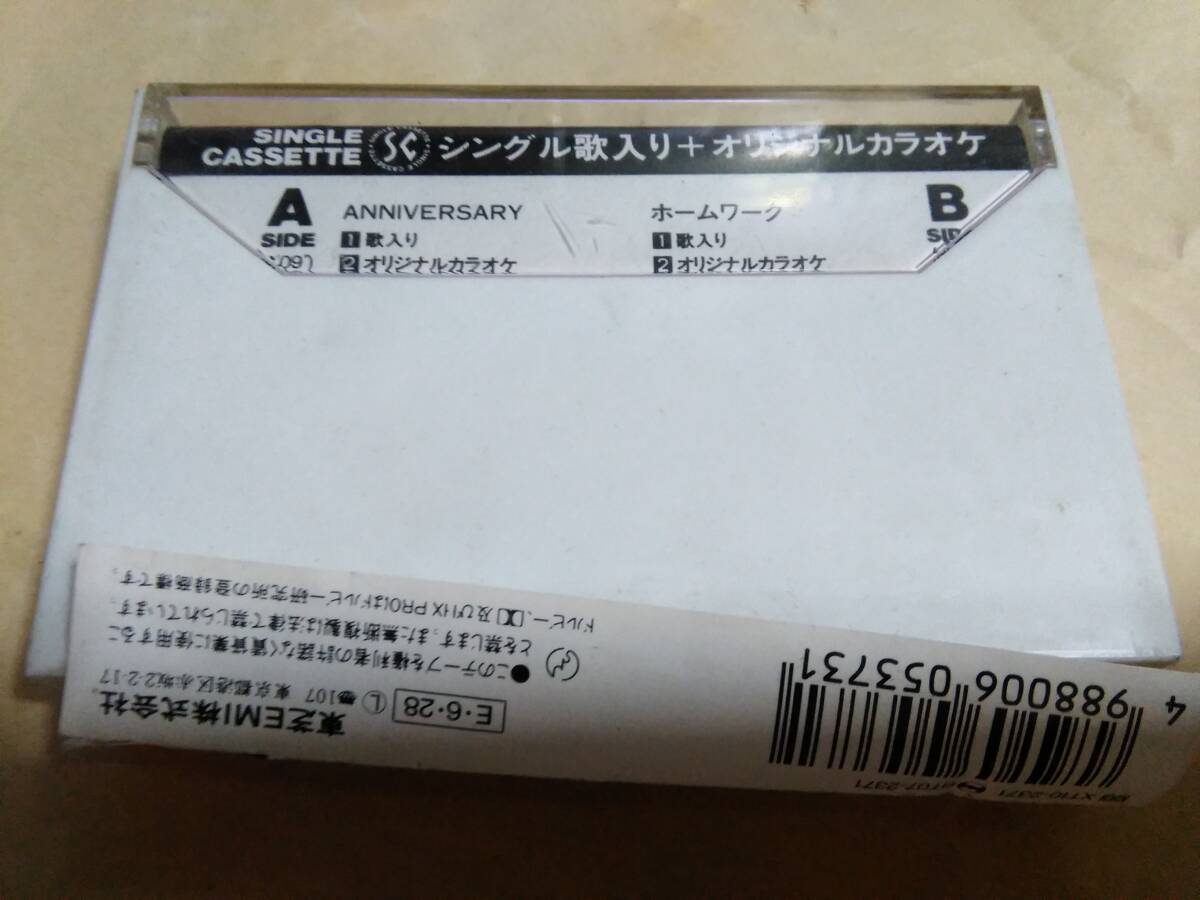 SINGLE
CASSETTE SC シングル歌入り+オリジナルカラオケ
A ANNIVERSARY
SIDE 1 歌入り
2 オリジナルカラオケ
ホームワーク B
1 歌入り
2 オリジナルカラオケ
●このテープを権利者の許諾なく賃貸業に使用するこ
とを禁じます。また無断複製は法律で禁じられています。
ドルビー、及びHX PROはドルビー研究所の登録商標です。
E・6・28
L
東芝EMI株式会社
〒107 東京都港区赤坂2-2-17
4 988006 053731
XT10-2371